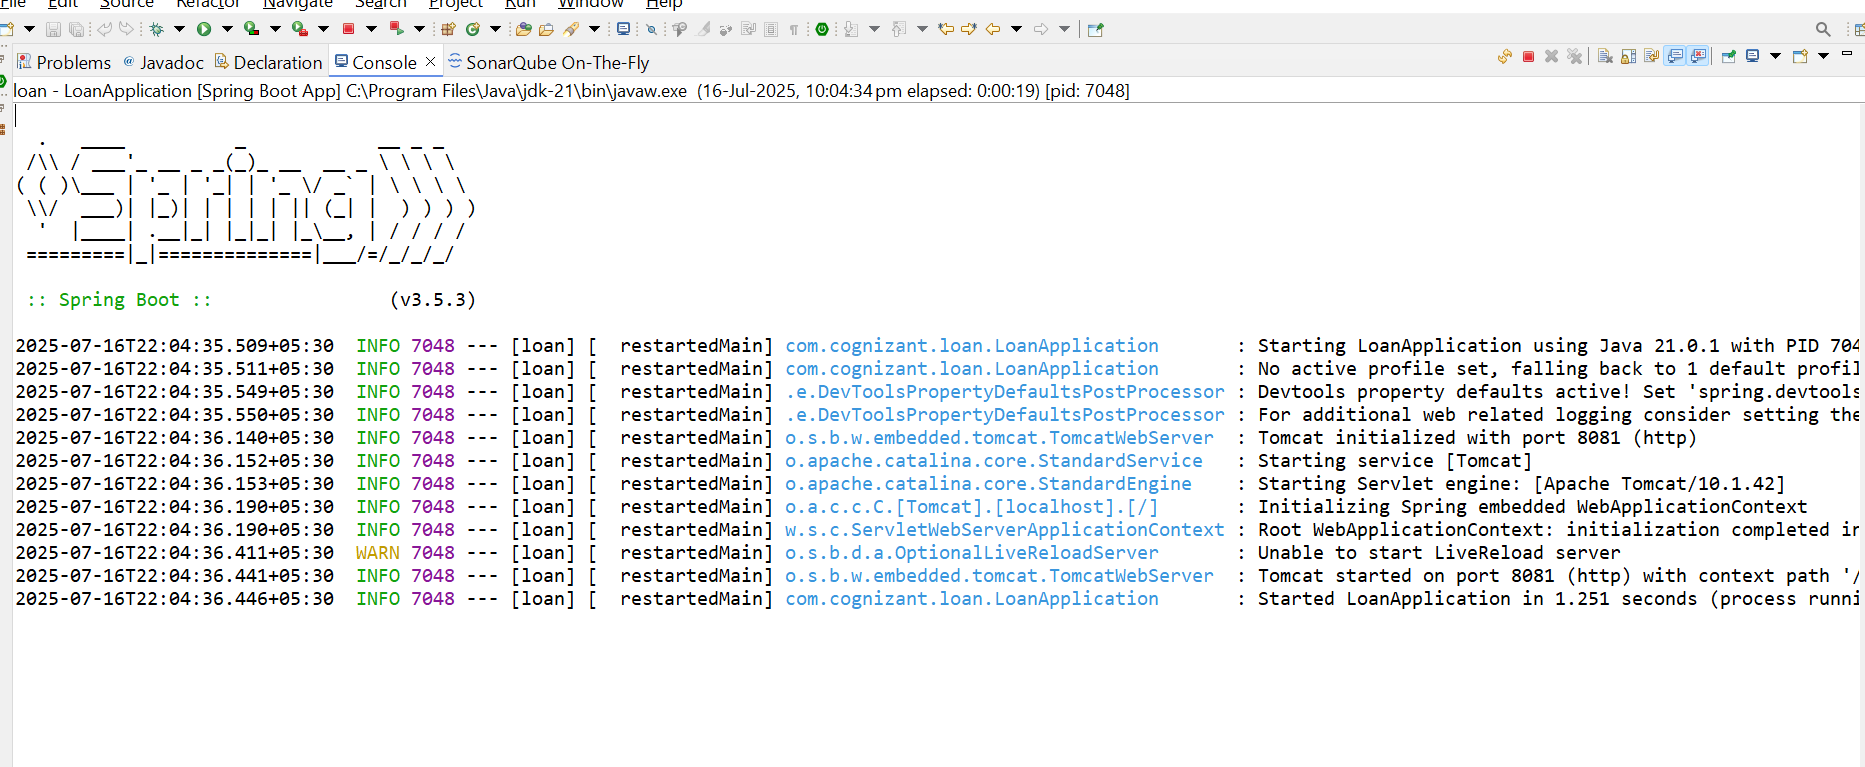 File Edit Source Refactor Navigate Search Project Run Window Help
Problems @ Javadoc Declaration Console SonarQube On-The-Fly
loan - LoanApplication [Spring Boot App] C:\Program Files\Java\jdk-21\bin\javaw.exe (16-Jul-2025, 10:04:34 pm elapsed: 0:00:19) [pid: 7048]
  .   ____          _            __ _ _
 /\\ / ___'_ __ _ _(_)_ __  __ _ \ \ \ \
( ( )\___ | '_ | '_| | '_ \/ _` | \ \ \ \
 \\/  ___)| |_)| | | | | || (_| |  ) ) ) )
  '  |____| .__|_| |_|_| |_\__, | / / / /
 =========|_|==============|___/=/_/_/_/
:: Spring Boot ::                (v3.5.3)
2025-07-16T22:04:35.509+05:30  INFO 7048 --- [loan] [  restartedMain] com.cognizant.loan.LoanApplication       : Starting LoanApplication using Java 21.0.1 with PID 704
2025-07-16T22:04:35.511+05:30  INFO 7048 --- [loan] [  restartedMain] com.cognizant.loan.LoanApplication       : No active profile set, falling back to 1 default profil
2025-07-16T22:04:35.549+05:30  INFO 7048 --- [loan] [  restartedMain] .e.DevToolsPropertyDefaultsPostProcessor : Devtools property defaults active! Set 'spring.devtools
2025-07-16T22:04:35.550+05:30  INFO 7048 --- [loan] [  restartedMain] .e.DevToolsPropertyDefaultsPostProcessor : For additional web related logging consider setting the
2025-07-16T22:04:36.140+05:30  INFO 7048 --- [loan] [  restartedMain] o.s.b.w.embedded.tomcat.TomcatWebServer  : Tomcat initialized with port 8081 (http)
2025-07-16T22:04:36.152+05:30  INFO 7048 --- [loan] [  restartedMain] o.apache.catalina.core.StandardService   : Starting service [Tomcat]
2025-07-16T22:04:36.153+05:30  INFO 7048 --- [loan] [  restartedMain] o.apache.catalina.core.StandardEngine    : Starting Servlet engine: [Apache Tomcat/10.1.42]
2025-07-16T22:04:36.190+05:30  INFO 7048 --- [loan] [  restartedMain] o.a.c.c.C.[Tomcat].[localhost].[/]       : Initializing Spring embedded WebApplicationContext
2025-07-16T22:04:36.190+05:30  INFO 7048 --- [loan] [  restartedMain] w.s.c.ServletWebServerApplicationContext : Root WebApplicationContext: initialization completed in
2025-07-16T22:04:36.411+05:30  WARN 7048 --- [loan] [  restartedMain] o.s.b.d.a.OptionalLiveReloadServer       : Unable to start LiveReload server
2025-07-16T22:04:36.441+05:30  INFO 7048 --- [loan] [  restartedMain] o.s.b.w.embedded.tomcat.TomcatWebServer  : Tomcat started on port 8081 (http) with context path '/
2025-07-16T22:04:36.446+05:30  INFO 7048 --- [loan] [  restartedMain] com.cognizant.loan.LoanApplication       : Started LoanApplication in 1.251 seconds (process runni